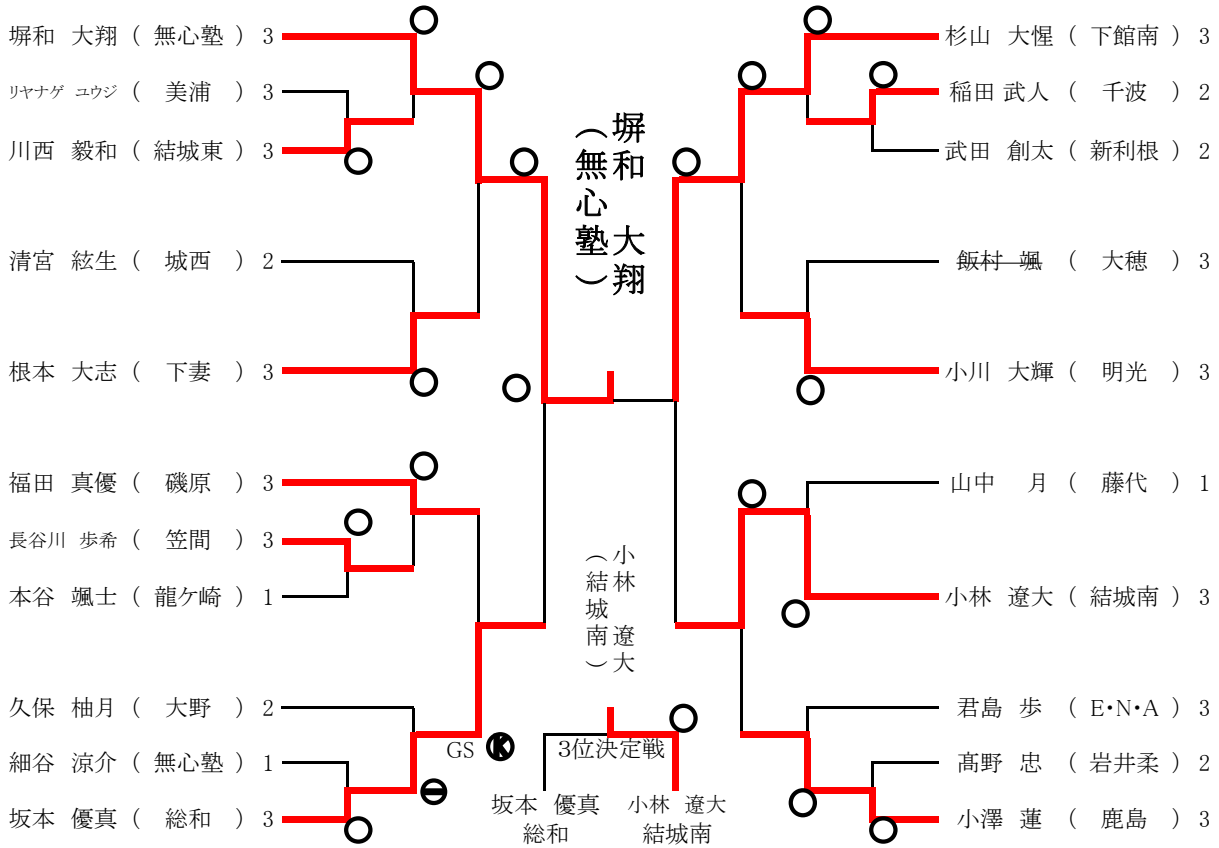 塀和 大翔 ( 無心塾 ) 3
リヤナゲ ユウジ ( 美浦 ) 3
川西 毅和 ( 結城東 ) 3
清宮 絃生 ( 城西 ) 2
根本 大志 ( 下妻 ) 3
福田 真優 ( 磯原 ) 3
長谷川 歩希 ( 笠間 ) 3
本谷 颯士 ( 龍ケ崎 ) 1
久保 柚月 ( 大野 ) 2
細谷 涼介 ( 無心塾 ) 1
坂本 優真 ( 総和 ) 3
塀和 大翔
(無心塾)
小林 遼大
(結城南)
GS K
3位決定戦
坂本 優真
総和
小林 遼大
結城南
杉山 大惺 ( 下館南 ) 3
稲田 武人 ( 千波 ) 2
武田 創太 ( 新利根 ) 2
飯村 颯 ( 大穂 ) 3
小川 大輝 ( 明光 ) 3
山中 月 ( 藤代 ) 1
小林 遼大 ( 結城南 ) 3
君島 歩 ( E・N・A ) 3
髙野 忠 ( 岩井柔 ) 2
小澤 蓮 ( 鹿島 ) 3